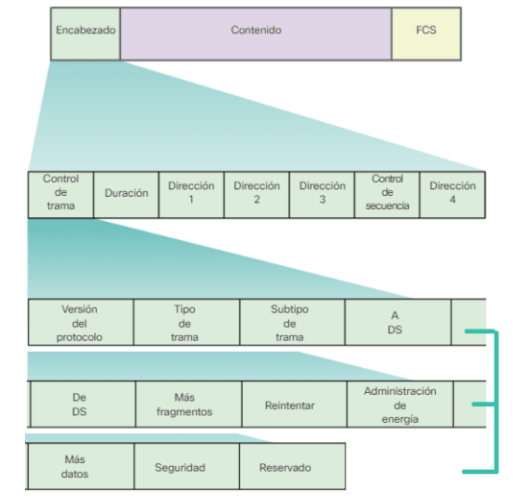 Encabezado Contenido FCS
Control de trama Duración Dirección 1 Dirección 2 Dirección 3 Control de secuencia Dirección 4
Versión del protocolo Tipo de trama Subtipo de trama A DS
De DS Más fragmentos Reintentar Administración de energía
Más datos Seguridad Reservado